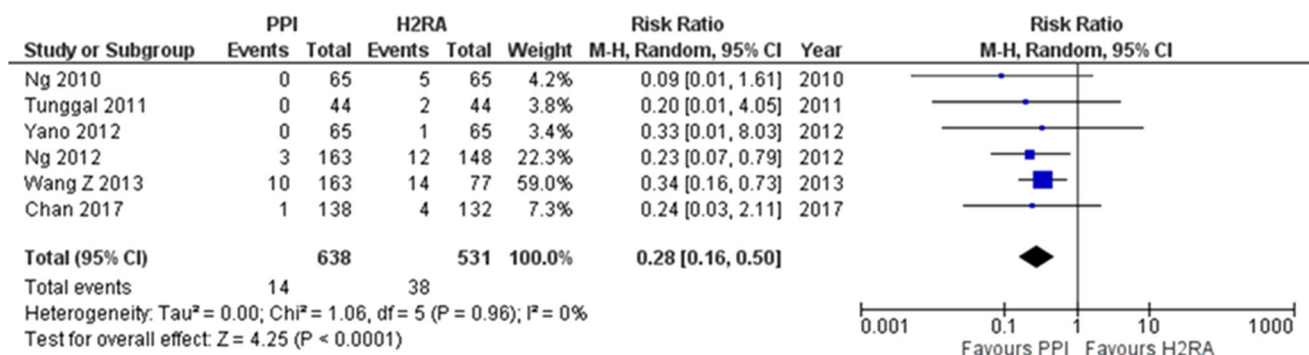 PPI H2RA Risk Ratio Risk Ratio
Study or Subgroup Events Total Events Total Weight M-H, Random, 95% CI Year M-H, Random, 95% CI
Ng 2010 0 65 5 65 4.2% 0.09 [0.01, 1.61] 2010
Tunggal 2011 0 44 2 44 3.8% 0.20 [0.01, 4.05] 2011
Yano 2012 0 65 1 65 3.4% 0.33 [0.01, 8.03] 2012
Ng 2012 3 163 12 148 22.3% 0.23 [0.07, 0.79] 2012
Wang Z 2013 10 163 14 77 59.0% 0.34 [0.16, 0.73] 2013
Chan 2017 1 138 4 132 7.3% 0.24 [0.03, 2.11] 2017
Total (95% CI) 638 531 100.0% 0.28 [0.16, 0.50]
Total events 14 38
Heterogeneity: Tau² = 0.00; Chi² = 1.06, df = 5 (P = 0.96); I² = 0%
Test for overall effect: Z = 4.25 (P < 0.0001)
0.001 0.1 1 10 1000
Favours PPI Favours H2RA